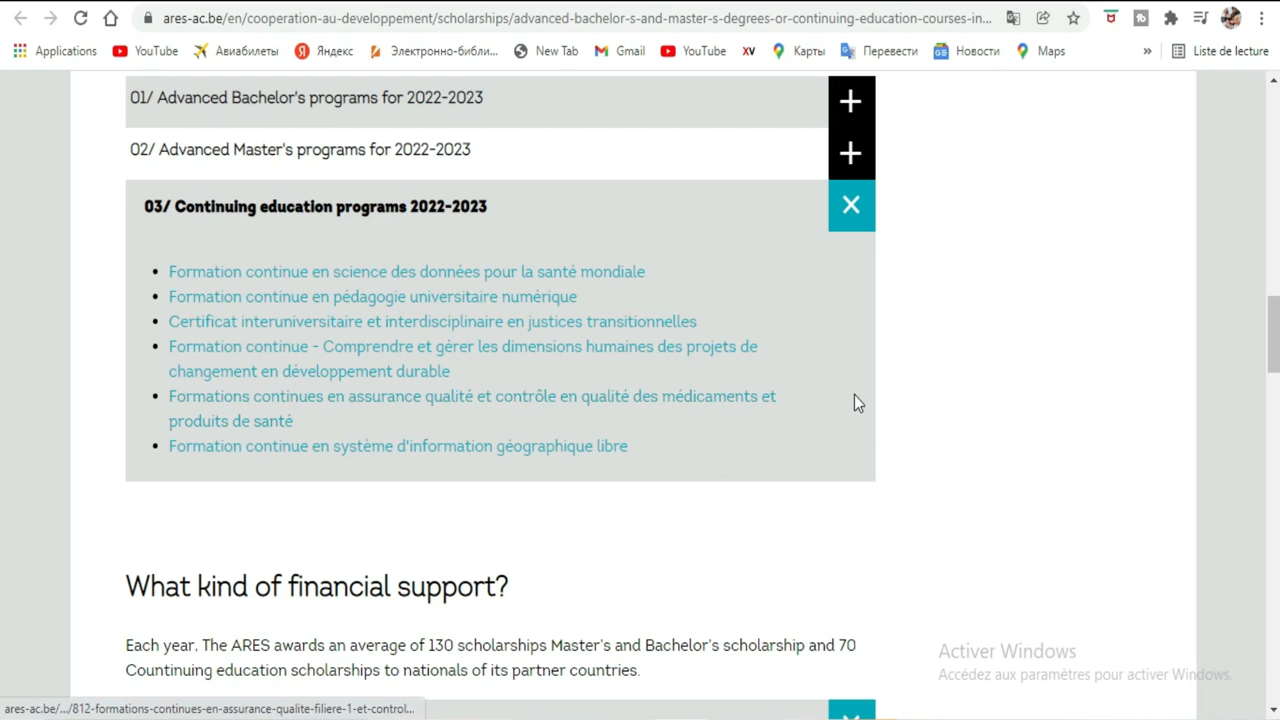 ares-ac.be/en/cooperation-au-developpement/scholarships/advanced-bachelor-s-and-master-s-degrees-or-continuing-education-courses-in...
Applications YouTube Авиабилеты Яндекс Электронно-библи... New Tab Gmail YouTube XV Карты Перевести Новости Maps » Liste de lecture
01/ Advanced Bachelor's programs for 2022-2023
02/ Advanced Master's programs for 2022-2023
03/ Continuing education programs 2022-2023
• Formation continue en science des données pour la santé mondiale
• Formation continue en pédagogie universitaire numérique
• Certificat interuniversitaire et interdisciplinaire en justices transitionnelles
• Formation continue - Comprendre et gérer les dimensions humaines des projets de
changement en développement durable
• Formations continues en assurance qualité et contrôle en qualité des médicaments et
produits de santé
• Formation continue en système d'information géographique libre
What kind of financial support?
Each year, The ARES awards an average of 130 scholarships Master's and Bachelor's scholarship and 70
Countinuing education scholarships to nationals of its partner countries.
Activer Windows
Accédez aux paramètres pour activer Windows.
ares-ac.be/.../812-formations-continues-en-assurance-qualite-filiere-1-et-control...